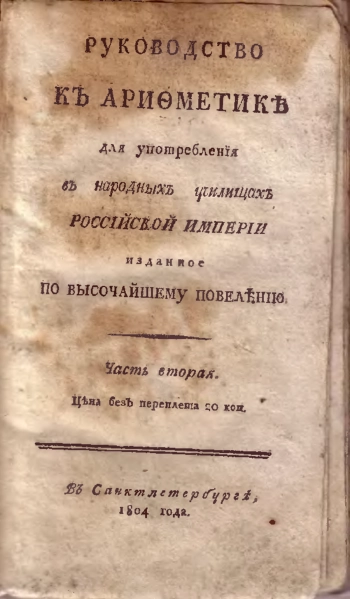 РУКОВОДСТВО
КЪ АРИѲМЕТИКѢ
для употребленія
въ народныхъ училищахъ
РОССІЙСКОЙ ИМПЕРІИ
изданное
ПО ВЫСОЧАЙШЕМУ ПОВЕЛѢНІЮ.
Часть вторая.
Цѣна безъ переплета 20 коп.
Въ Санктпетербургѣ,
1804 года.